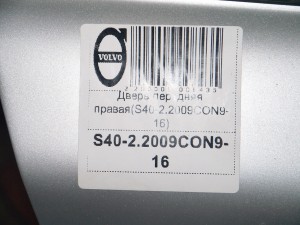 VOLVO
Дверь передняя
правая(S40-2.2009CON9-
16)
S40-2.2009CON9-
16